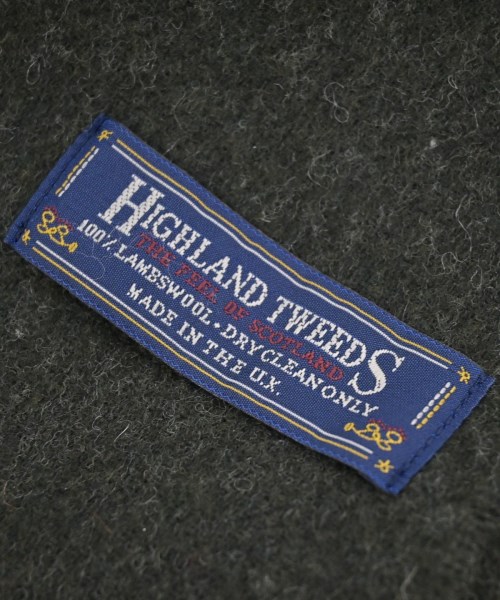 HIGHLAND TWEEDS
THE FEEL OF SCOTLAND
100% LAMBSWOOL · DRY CLEAN ONLY
MADE IN THE U.K.